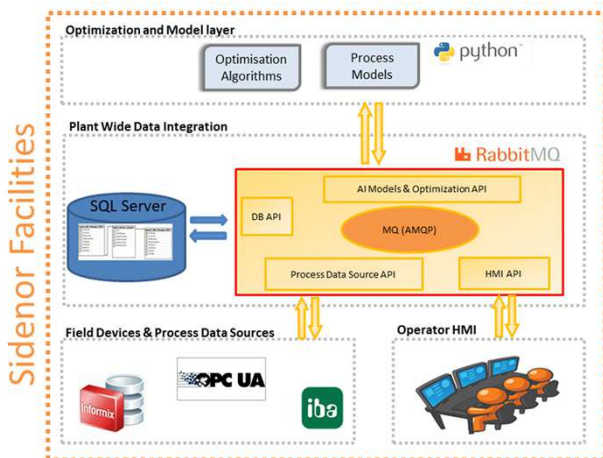 Sidenor Facilities
Optimization and Model layer
Optimisation
Algorithms
Process
Models
python
Plant Wide Data Integration
RabbitMQ
SQL Server
AI Models & Optimization API
DB API
MQ (AMQP)
Process Data Source API
HMI API
Field Devices & Process Data Sources
Operator HMI
Informix
OPC UA
iba